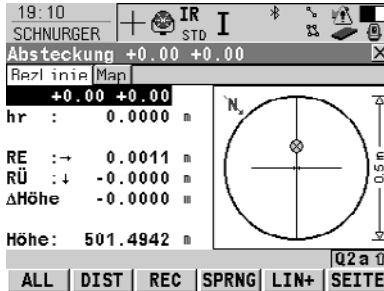 19:10
SCHNURGER
IR
STD
I
Absteckung +0.00 +0.00
BezLinie Map
+0.00 +0.00
hr : 0.0000 m
RE :→ 0.0011 m
RÜ :↓ -0.0000 m
ΔHöhe -0.0000 m
Höhe: 501.4942 m
N
0.5 m
Q2a⇧
ALL DIST REC SPRNG LIN+ SEITE